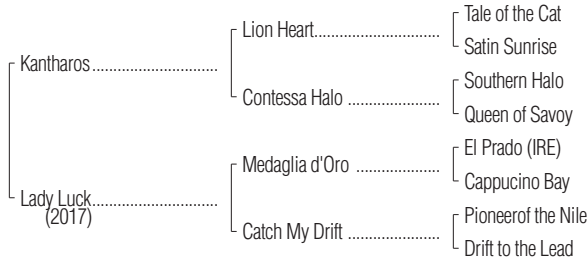 Tale of the Cat
Lion Heart
Satin Sunrise
Kantharos
Southern Halo
Contessa Halo
Queen of Savoy
El Prado (IRE)
Medaglia d'Oro
Cappucino Bay
Lady Luck
(2017)
Pioneerof the Nile
Catch My Drift
Drift to the Lead